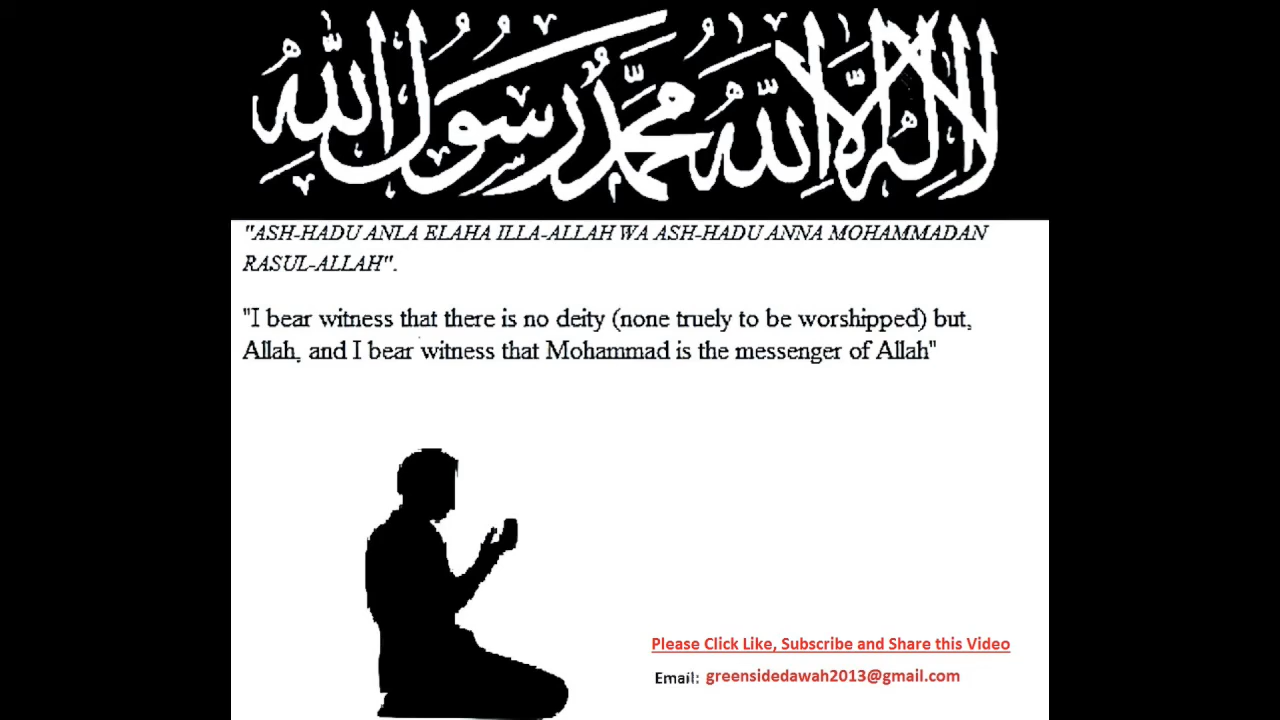 لا إله إلا الله محمد رسول الله
"ASH-HADU ANLA ELAHA ILLA-ALLAH WA ASH-HADU ANNA MOHAMMADAN
RASUL-ALLAH".
"I bear witness that there is no deity (none truely to be worshipped) but,
Allah, and I bear witness that Mohammad is the messenger of Allah"
Please Click Like, Subscribe and Share this Video
Email: greensidedawah2013@gmail.com